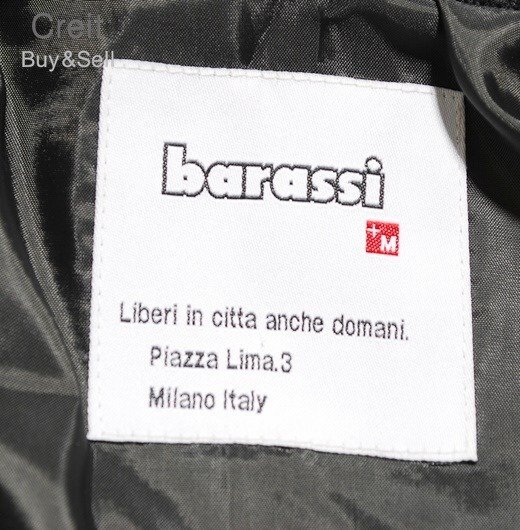 Creit
Buy&Sell
barassi
+M
Liberi in citta anche domani.
Piazza Lima.3
Milano Italy